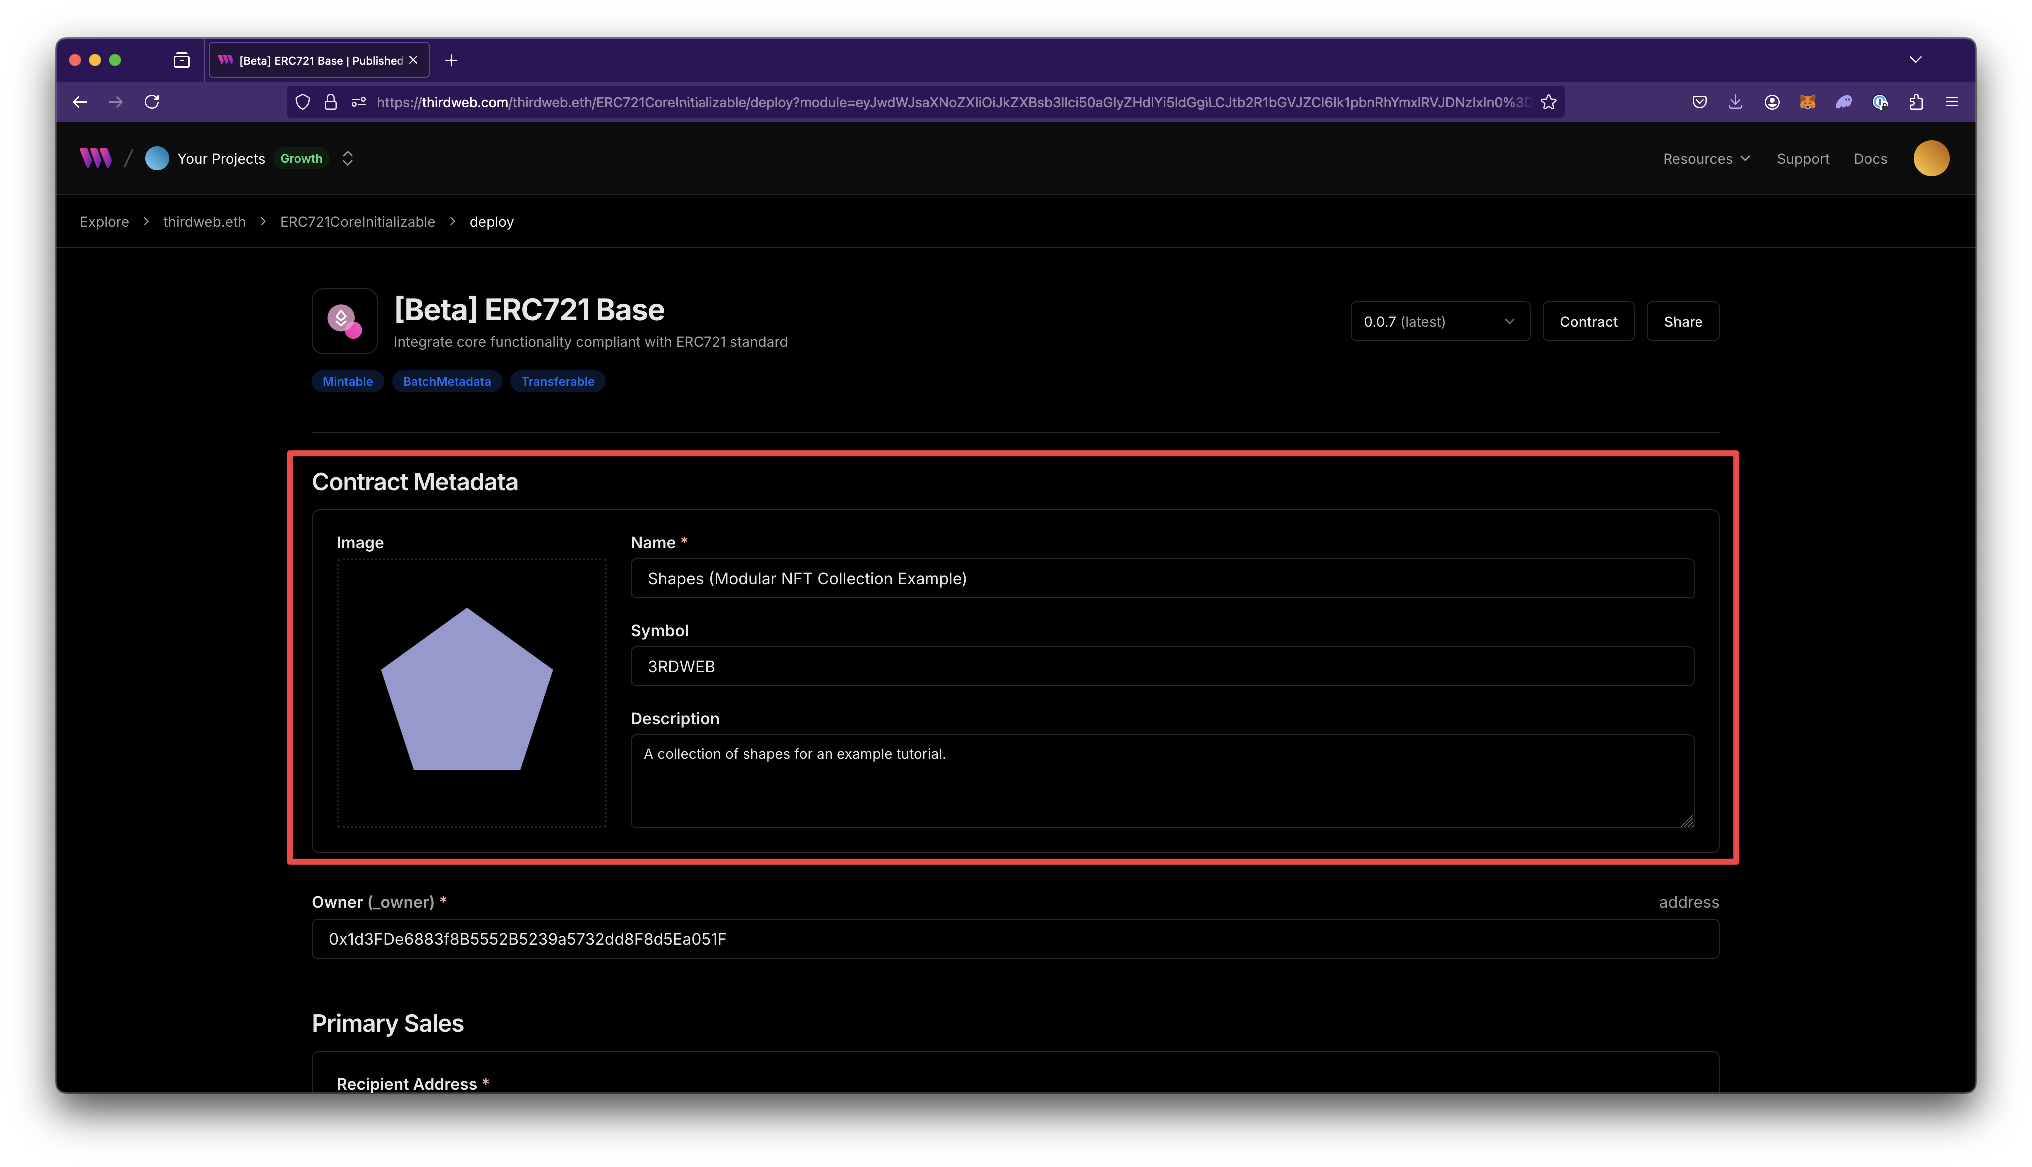 [Beta] ERC721 Base | Published
https://thirdweb.com/thirdweb.eth/ERC721CoreInitializable/deploy?module=
Your Projects Growth
Resources Support Docs
Explore > thirdweb.eth > ERC721CoreInitializable > deploy
[Beta] ERC721 Base
Integrate core functionality compliant with ERC721 standard
0.0.7 (latest) Contract Share
Mintable BatchMetadata Transferable
Contract Metadata
Image
Name *
Shapes (Modular NFT Collection Example)
Symbol
3RDWEB
Description
A collection of shapes for an example tutorial.
Owner (_owner) * address
0x1d3FDe6883f8B5552B5239a5732dd8F8d5Ea051F
Primary Sales
Recipient Address *